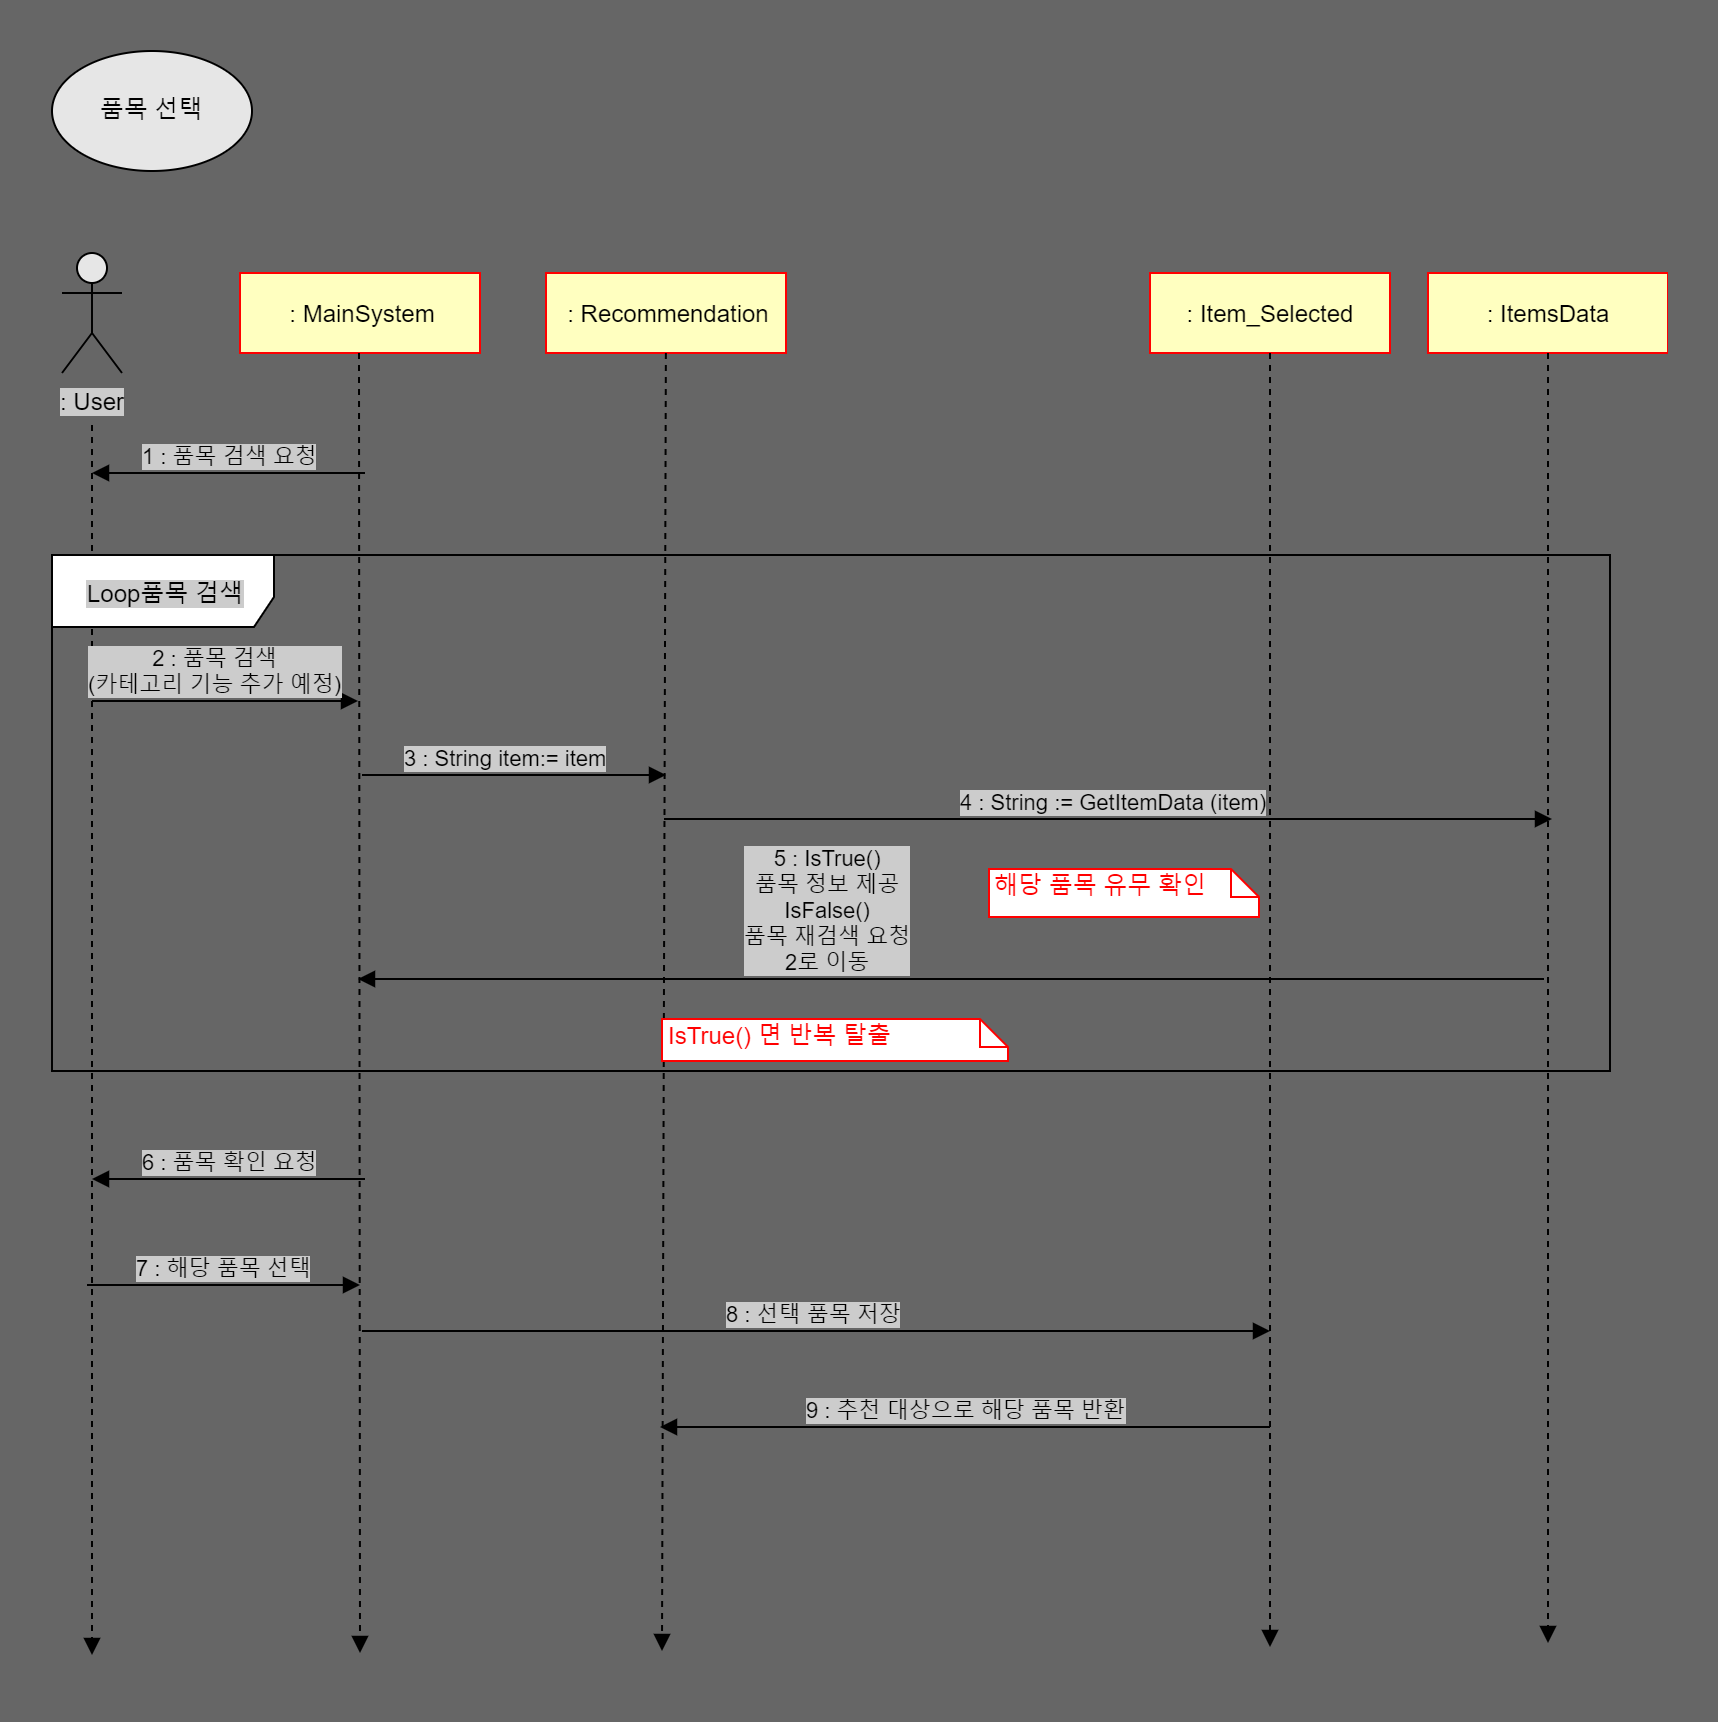 품목 선택
: User
: MainSystem
: Recommendation
: Item_Selected
: ItemsData
1 : 품목 검색 요청
Loop품목 검색
2 : 품목 검색
(카테고리 기능 추가 예정)
3 : String item:= item
4 : String := GetItemData (item)
5 : IsTrue()
품목 정보 제공
IsFalse()
품목 재검색 요청
2로 이동
해당 품목 유무 확인
IsTrue() 면 반복 탈출
6 : 품목 확인 요청
7 : 해당 품목 선택
8 : 선택 품목 저장
9 : 추천 대상으로 해당 품목 반환